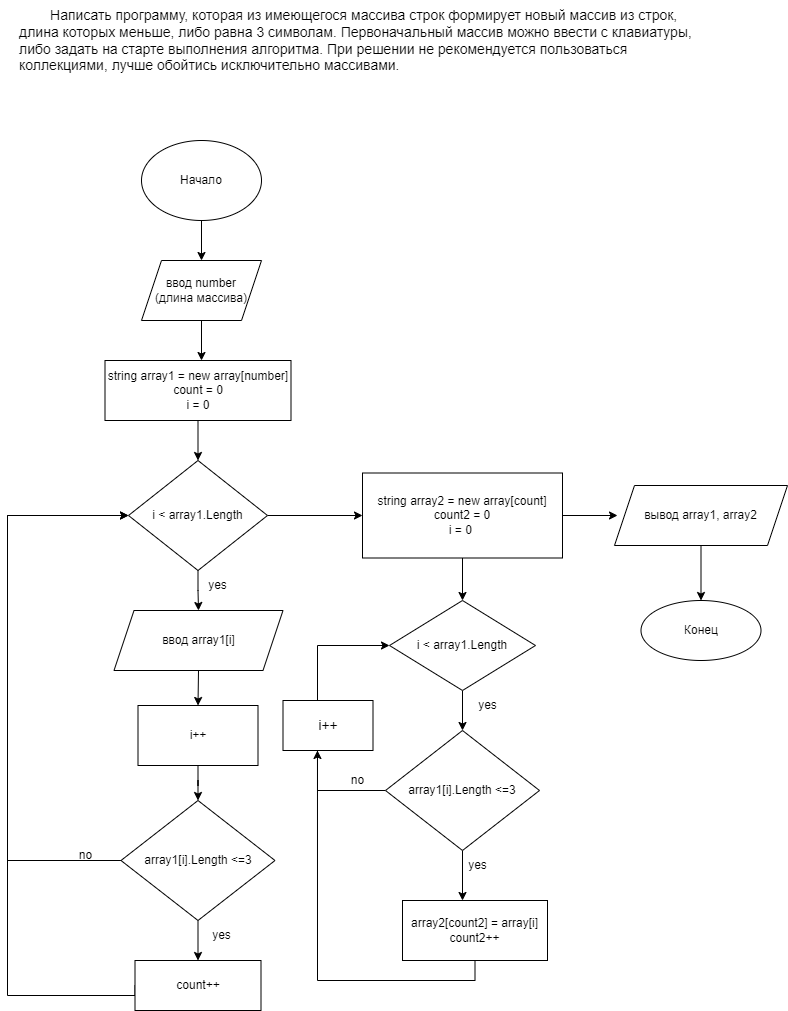 Написать программу, которая из имеющегося массива строк формирует новый массив из строк,
длина которых меньше, либо равна 3 символам. Первоначальный массив можно ввести с клавиатуры,
либо задать на старте выполнения алгоритма. При решении не рекомендуется пользоваться
коллекциями, лучше обойтись исключительно массивами.
Начало
ввод number
(длина массива)
string array1 = new array[number]
count = 0
i = 0
i < array1.Length
yes
ввод array1[i]
i++
array1[i].Length <=3
no
yes
count++
string array2 = new array[count]
count2 = 0
i = 0
i < array1.Length
yes
i++
array1[i].Length <=3
no
yes
array2[count2] = array[i]
count2++
вывод array1, array2
Конец